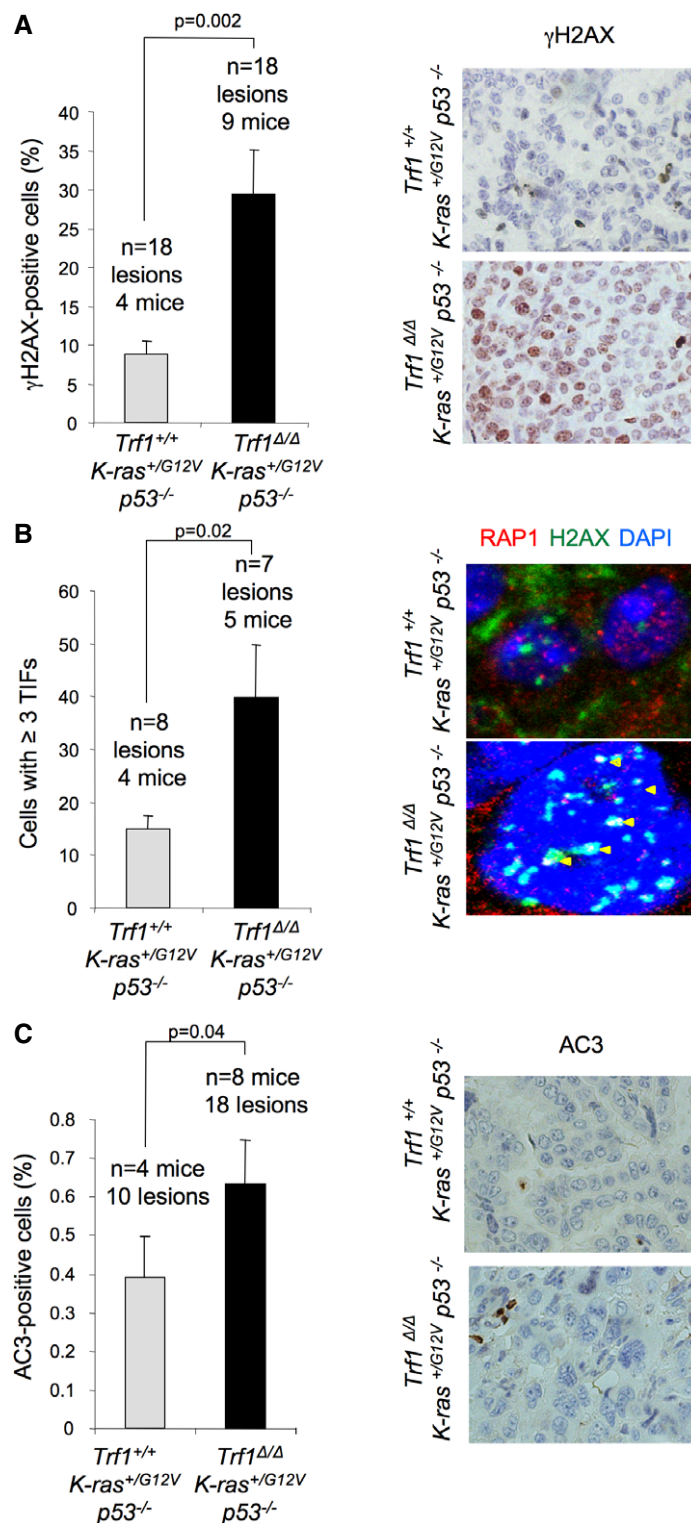 A
p=0.002
n=18
lesions
9 mice
n=18
lesions
4 mice
γH2AX-positive cells (%)
45
40
35
30
25
20
15
10
5
0
Trf1+/+
K-ras+/G12V
p53-/-
Trf1Δ/Δ
K-ras+/G12V
p53-/-
γH2AX
Trf1 +/+
K-ras +/G12V p53 -/-
Trf1 Δ/Δ
K-ras +/G12V p53 -/-
B
p=0.02
n=7
lesions
5 mice
n=8
lesions
4 mice
Cells with ≥ 3 TIFs
60
50
40
30
20
10
0
Trf1+/+
K-ras+/G12V
p53-/-
Trf1Δ/Δ
K-ras+/G12V
p53-/-
RAP1 H2AX DAPI
Trf1 +/+
K-ras +/G12V p53 -/-
Trf1 Δ/Δ
K-ras +/G12V p53 -/-
C
p=0.04
n=8 mice
18 lesions
n=4 mice
10 lesions
AC3-positive cells (%)
0.8
0.7
0.6
0.5
0.4
0.3
0.2
0.1
0
Trf1+/+
K-ras+/G12V
p53-/-
Trf1Δ/Δ
K-ras+/G12V
p53-/-
AC3
Trf1 +/+
K-ras +/G12V p53 -/-
Trf1 Δ/Δ
K-ras +/G12V p53 -/-